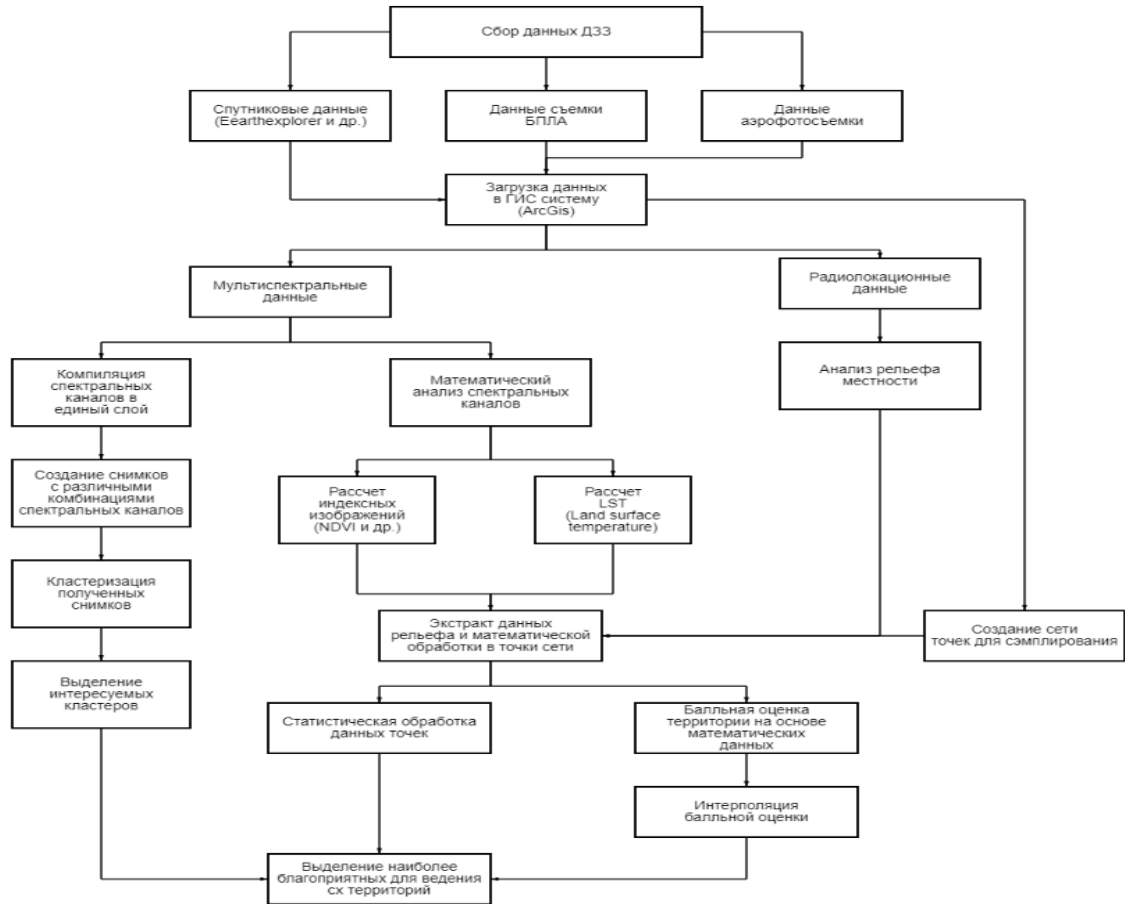 Сбор данных ДЗЗ
Спутниковые данные
(Eearthexplorer и др.)
Данные съемки
БПЛА
Данные
аэрофотосъемки
Загрузка данных
в ГИС систему
(ArcGis)
Мультиспектральные
данные
Радиолокационные
данные
Компиляция
спектральных
каналов в
единый слой
Математический
анализ спектральных
каналов
Анализ рельефа
местности
Создание снимков
с различными
комбинациями
спектральных каналов
Рассчет
индексных
изображений
(NDVI и др.)
Рассчет
LST
(Land surface
temperature)
Кластеризация
полученных
снимков
Экстракт данных
рельефа и математической
обработки в точки сети
Создание сети
точек для сэмплирования
Выделение
интересуемых
кластеров
Статистическая обработка
данных точек
Балльная оценка
территории на основе
математических
данных
Интерполяция
балльной оценки
Выделение наиболее
благоприятных для ведения
сх территорий